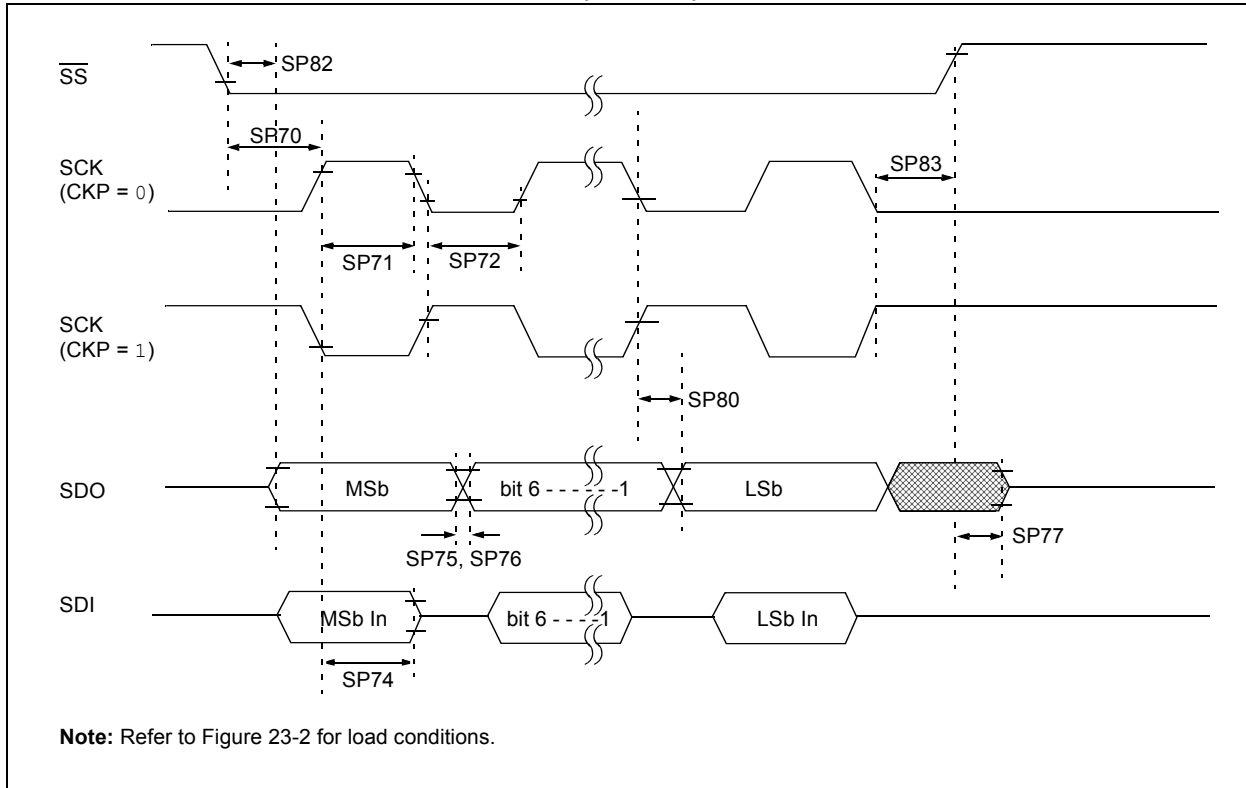 SS
SP82
SP70
SCK
(CKP = 0)
SP83
SP71
SP72
SCK
(CKP = 1)
SP80
SDO
MSb
bit 6 - - - - - -1
LSb
SP75, SP76
SP77
SDI
MSb In
bit 6 - - - -1
LSb In
SP74
Note: Refer to Figure 23-2 for load conditions.